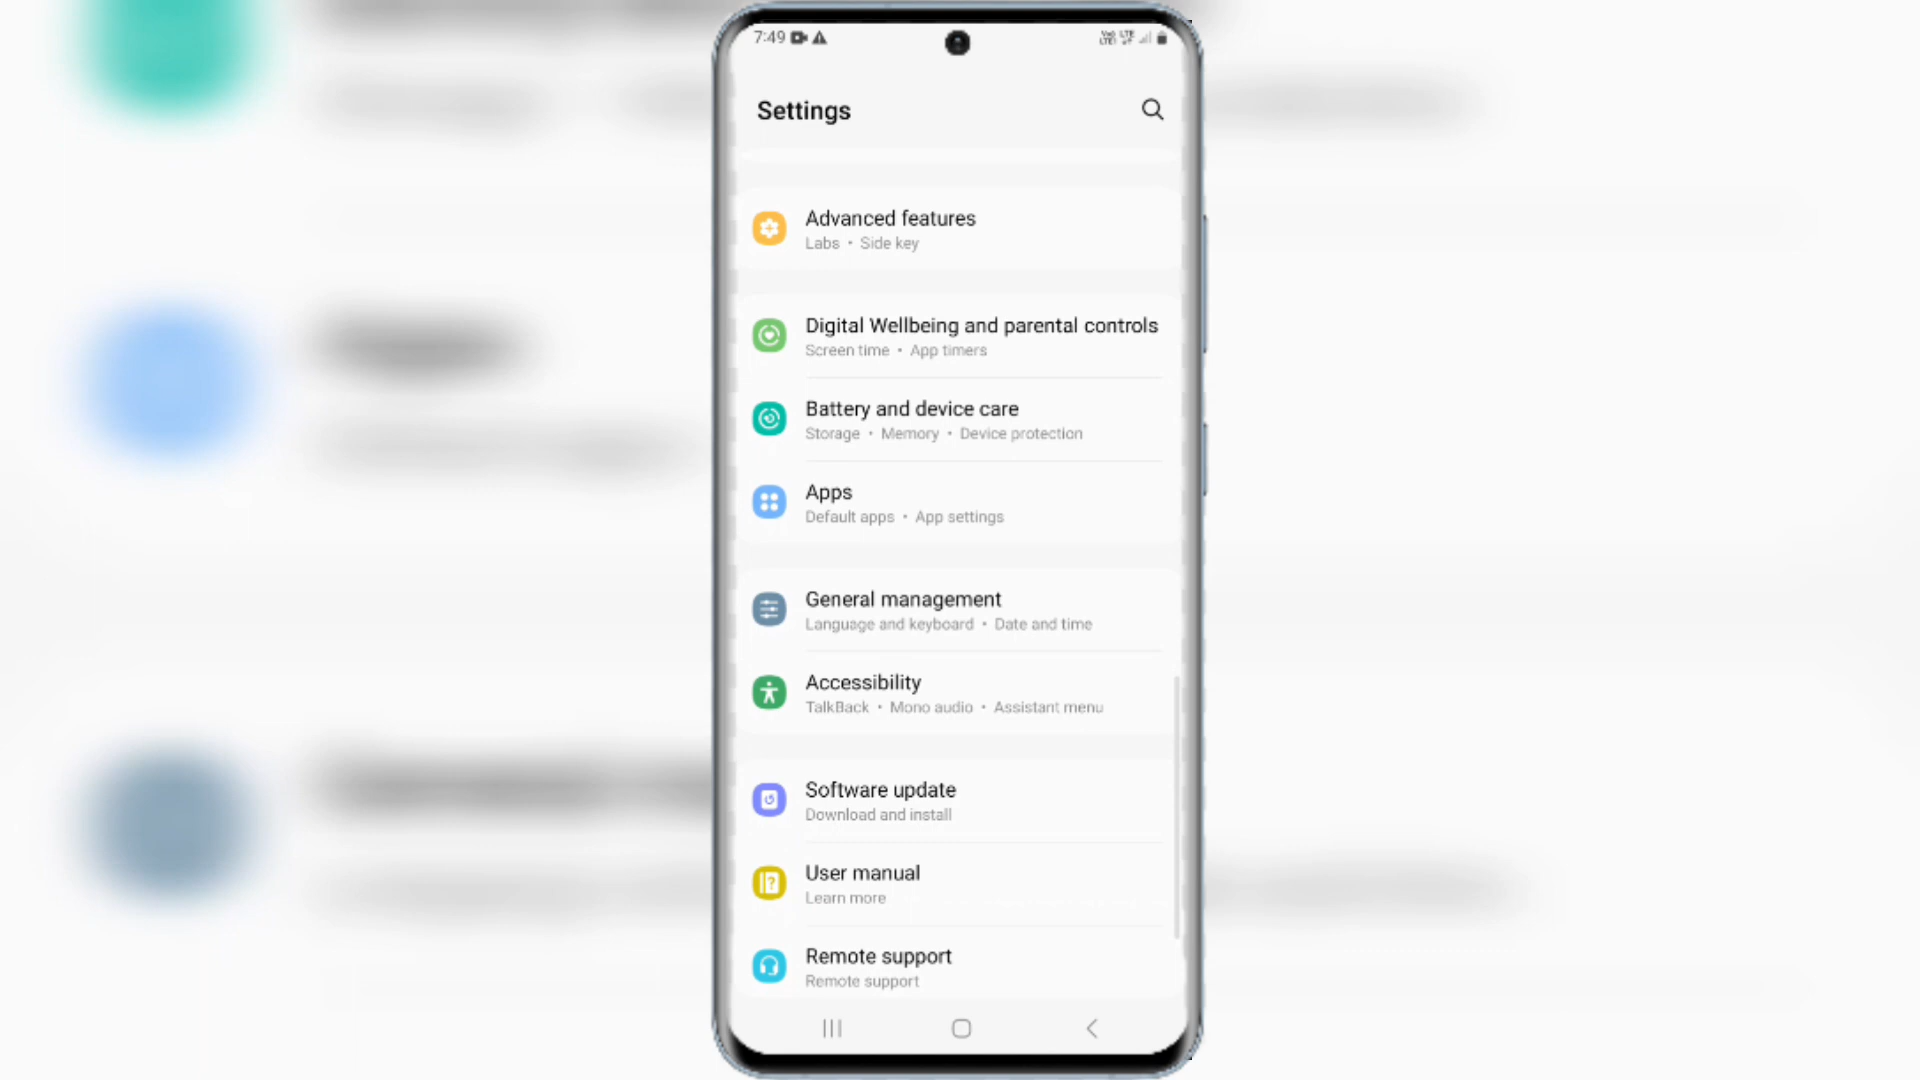 7:49
Settings
Advanced features
Labs • Side key
Digital Wellbeing and parental controls
Screen time • App timers
Battery and device care
Storage • Memory • Device protection
Apps
Default apps • App settings
General management
Language and keyboard • Date and time
Accessibility
TalkBack • Mono audio • Assistant menu
Software update
Download and install
User manual
Learn more
Remote support
Remote support